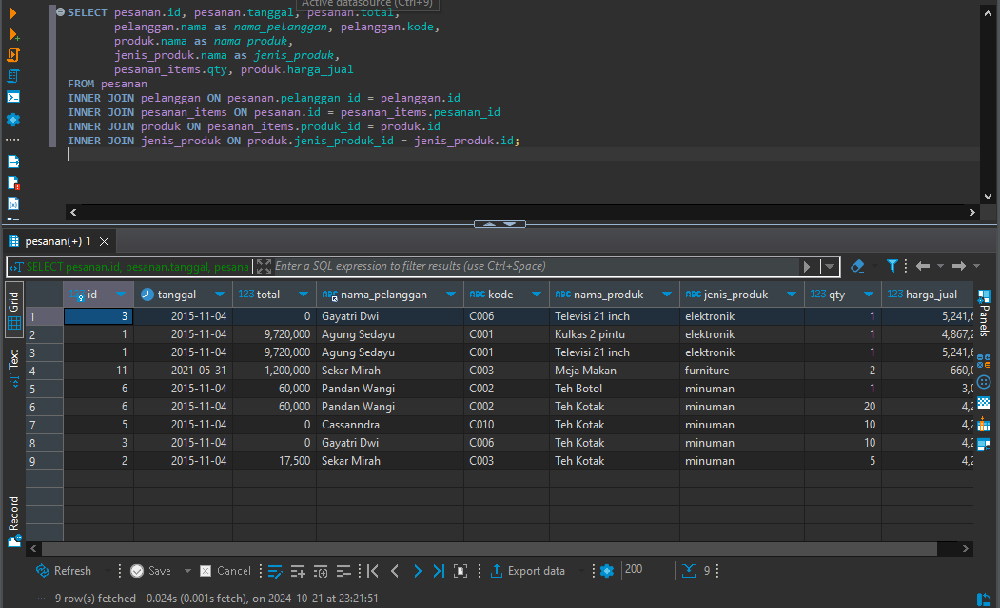 Active datasource (Ctrl+9)
SELECT pesanan.id, pesanan.tanggal, pesanan.total,
pelanggan.nama as nama_pelanggan, pelanggan.kode,
produk.nama as nama_produk,
jenis_produk.nama as jenis_produk,
pesanan_items.qty, produk.harga_jual
FROM pesanan
INNER JOIN pelanggan ON pesanan.pelanggan_id = pelanggan.id
INNER JOIN pesanan_items ON pesanan.id = pesanan_items.pesanan_id
INNER JOIN produk ON pesanan_items.produk_id = produk.id
INNER JOIN jenis_produk ON produk.jenis_produk_id = jenis_produk.id;
pesanan(+) 1
SELECT pesanan.id, pesanan.tanggal, pesana Enter a SQL expression to filter results (use Ctrl+Space)
Grid
Text
Record
Panels
123 id tanggal 123 total ABC nama_pelanggan ABC kode ABC nama_produk ABC jenis_produk 123 qty 123 harga_jual
1 3 2015-11-04 0 Gayatri Dwi C006 Televisi 21 inch elektronik 1 5,241,
2 1 2015-11-04 9,720,000 Agung Sedayu C001 Kulkas 2 pintu elektronik 1 4,867,
3 1 2015-11-04 9,720,000 Agung Sedayu C001 Televisi 21 inch elektronik 1 5,241,
4 11 2021-05-31 1,200,000 Sekar Mirah C003 Meja Makan furniture 2 660,
5 6 2015-11-04 60,000 Pandan Wangi C002 Teh Botol minuman 1 3,
6 6 2015-11-04 60,000 Pandan Wangi C002 Teh Kotak minuman 20 4,
7 5 2015-11-04 0 Cassanndra C010 Teh Kotak minuman 10 4,
8 3 2015-11-04 0 Gayatri Dwi C006 Teh Kotak minuman 10 4,
9 2 2015-11-04 17,500 Sekar Mirah C003 Teh Kotak minuman 5 4,
Refresh Save Cancel Export data 200 9
9 row(s) fetched - 0.024s (0.001s fetch), on 2024-10-21 at 23:21:51